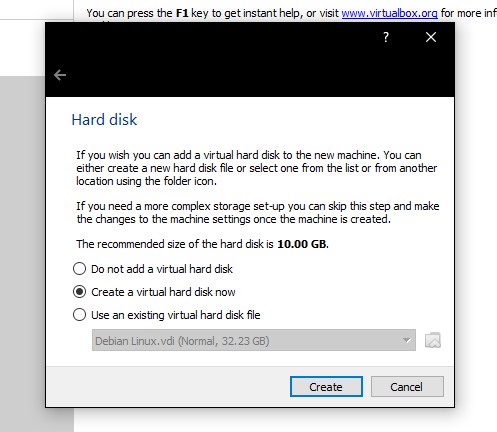 You can press the F1 key to get instant help, or visit www.virtualbox.org for more inf
?
Hard disk
If you wish you can add a virtual hard disk to the new machine. You can
either create a new hard disk file or select one from the list or from another
location using the folder icon.
If you need a more complex storage set-up you can skip this step and make
the changes to the machine settings once the machine is created.
The recommended size of the hard disk is 10.00 GB.
Do not add a virtual hard disk
Create a virtual hard disk now
Use an existing virtual hard disk file
Debian Linux.vdi (Normal, 32.23 GB)
Create Cancel